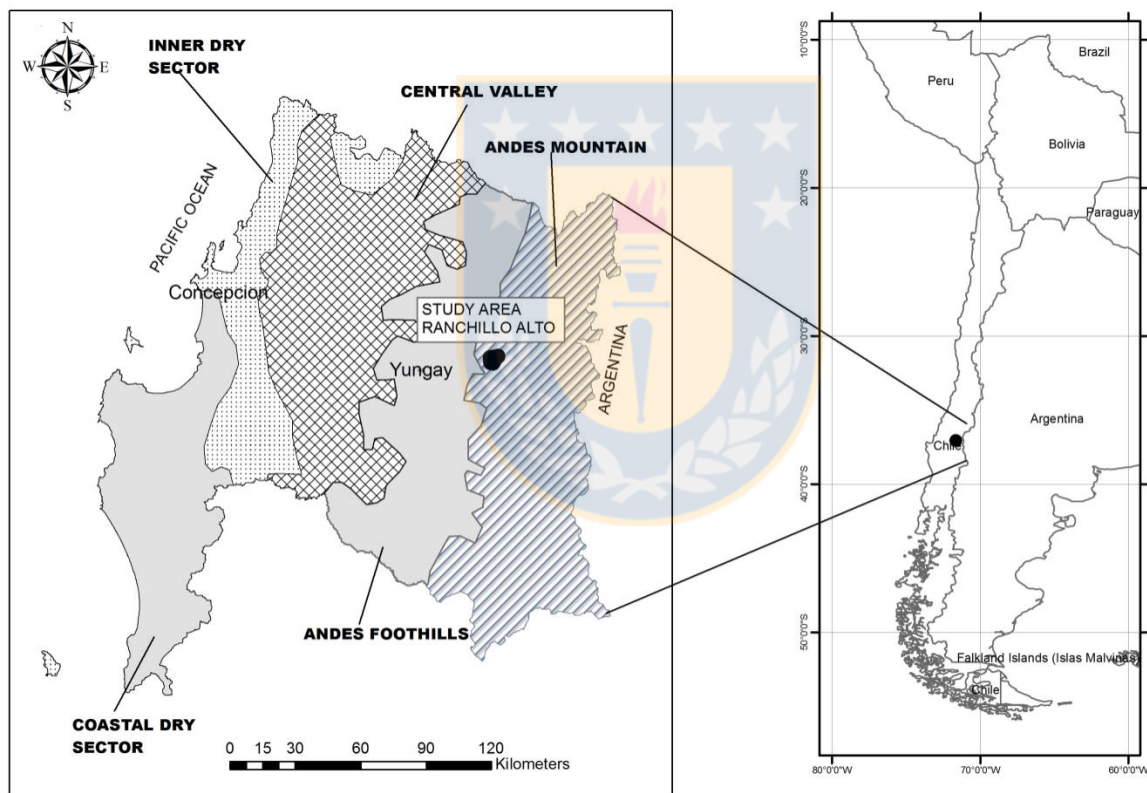 N
W
E
S
INNER DRY
SECTOR
CENTRAL VALLEY
ANDES MOUNTAIN
PACIFIC OCEAN
Concepcion
STUDY AREA
RANCHILLO ALTO
Yungay
ARGENTINA
ANDES FOOTHILLS
COASTAL DRY
SECTOR
0 15 30 60 90 120
Kilometers
10°0'0"S
20°0'0"S
30°0'0"S
40°0'0"S
50°0'0"S
Brazil
Peru
Bolivia
Paraguay
Argentina
Chile
Falkland Islands (Islas Malvinas)
Chile
80°0'0"W
70°0'0"W
60°0'0"W